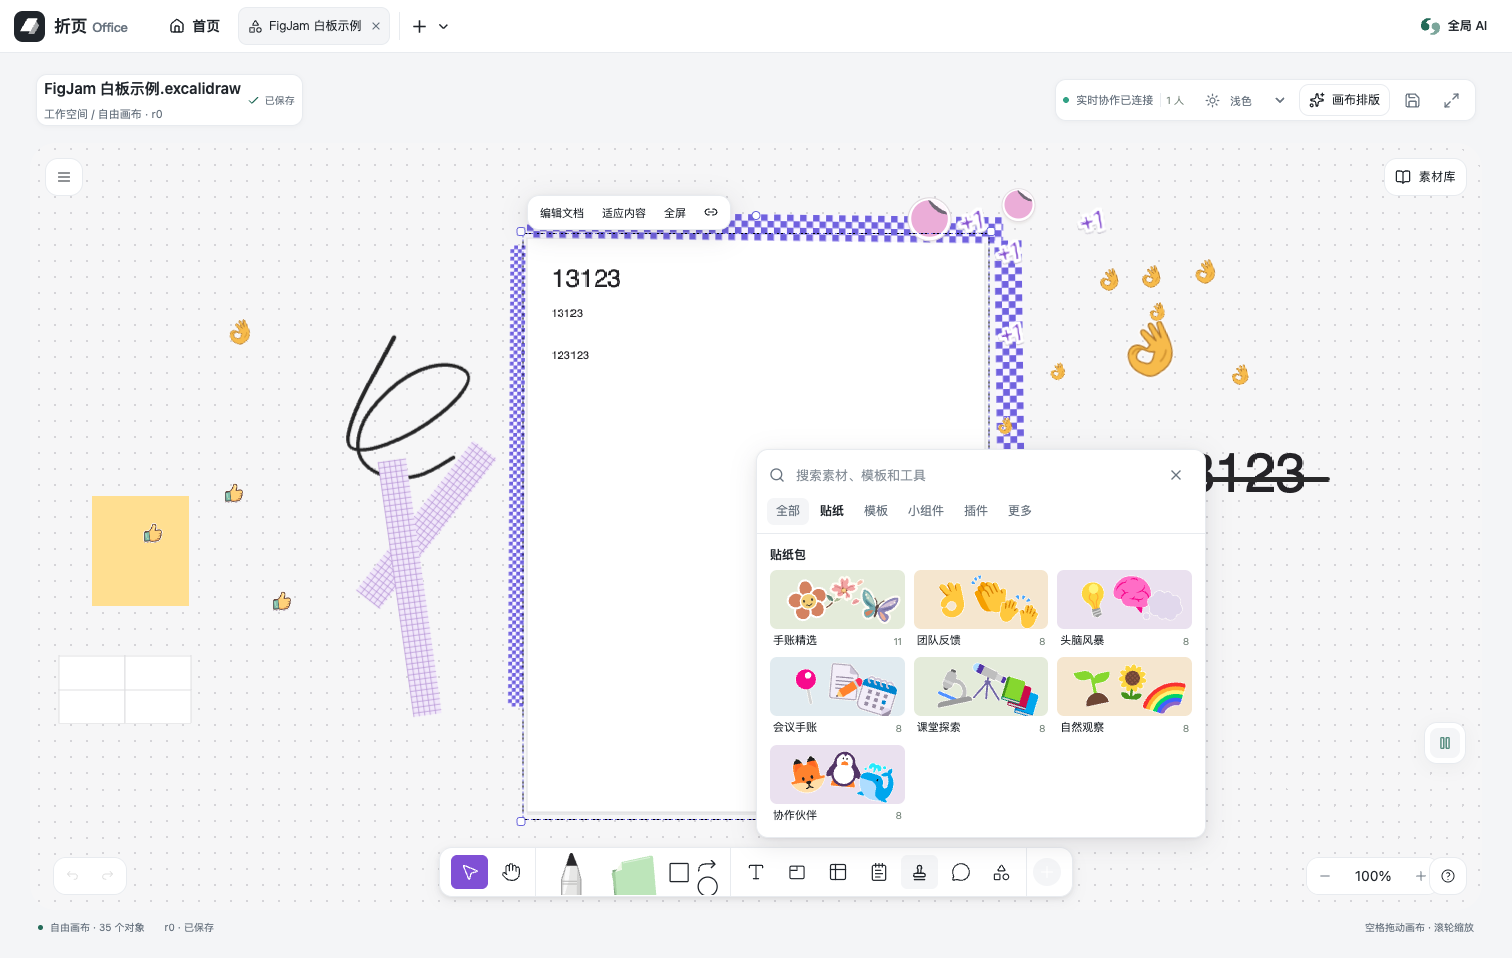 折页 Office
首页
FigJam 白板示例
全局 AI
FigJam 白板示例.excalidraw
已保存
工作空间 / 自由画布 · r0
实时协作已连接
1 人
浅色
画布排版
素材库
编辑文档
适应内容
全屏
+1
+1
+1
+1
13123
13123
123123
3123
搜索素材、模板和工具
全部
贴纸
模板
小组件
插件
更多
贴纸包
手账精选 11
团队反馈 8
头脑风暴 8
会议手账 8
课堂探索 8
自然观察 8
协作伙伴 8
100%
自由画布 · 35 个对象
r0 · 已保存
空格拖动画布 · 滚轮缩放